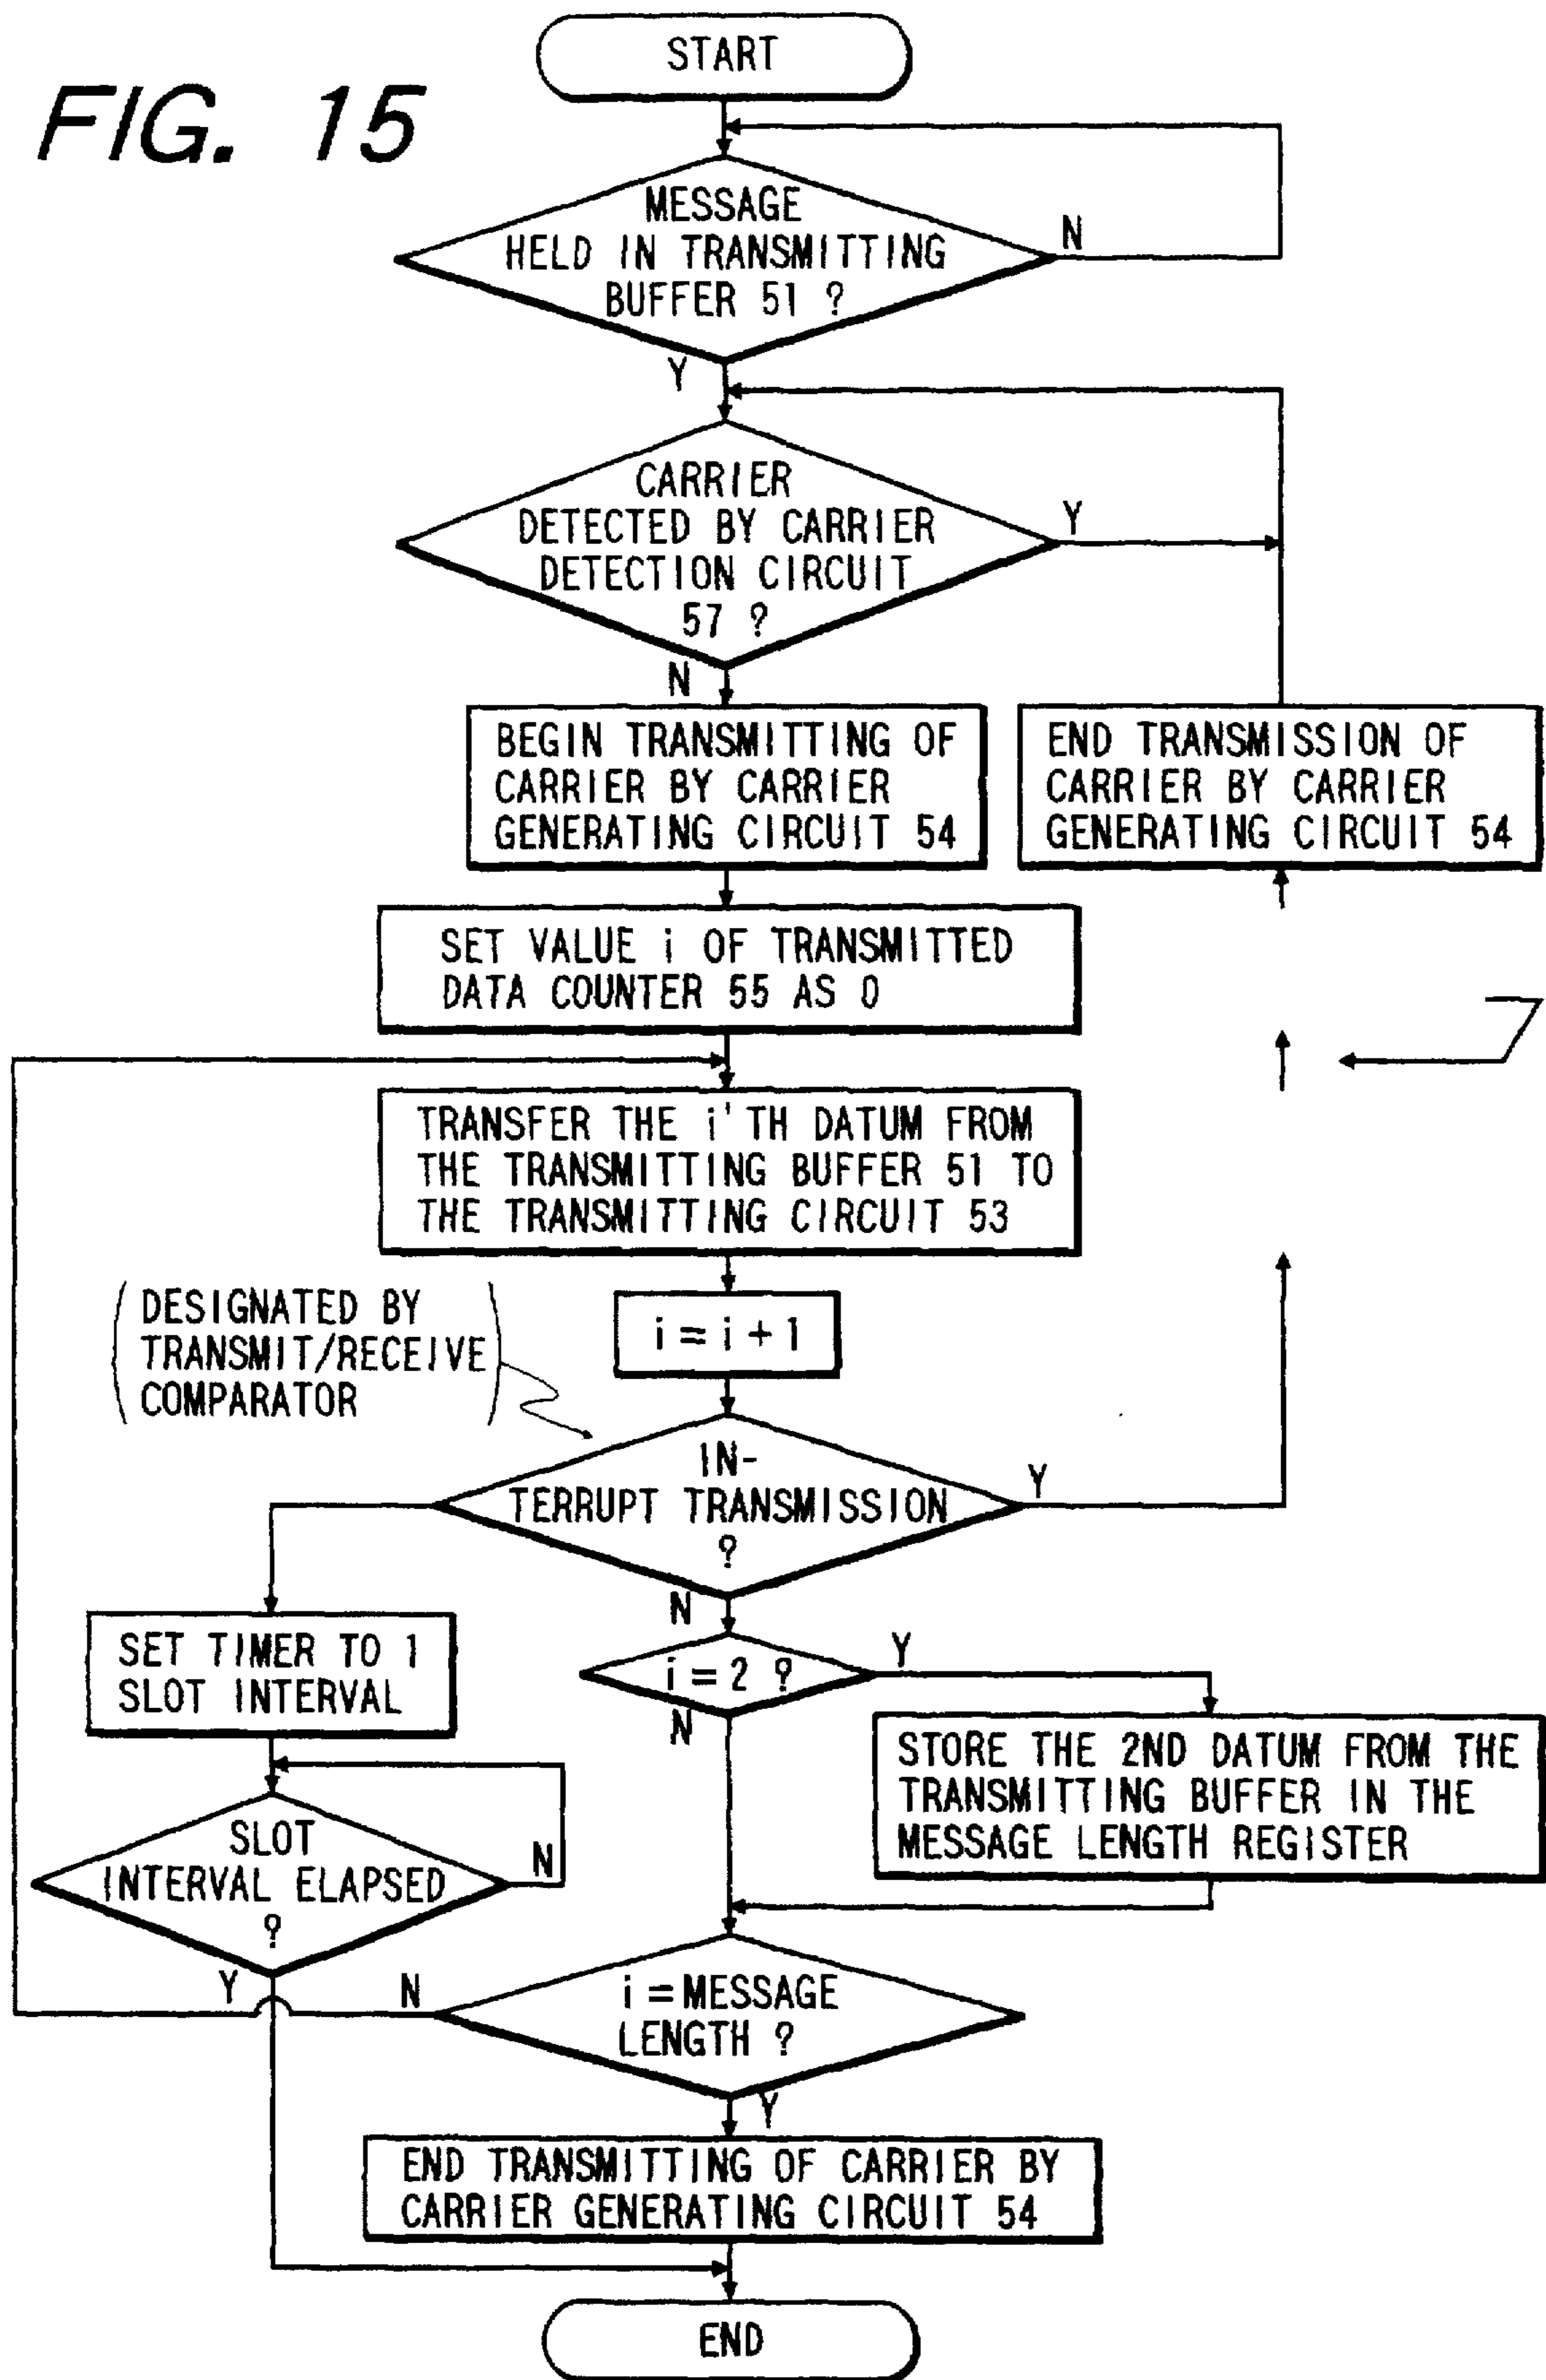 FIG. 15
START
MESSAGE
HELD IN TRANSMITTING
BUFFER 51 ?
N
Y
CARRIER
DETECTED BY CARRIER
DETECTION CIRCUIT
57 ?
Y
N
BEGIN TRANSMITTING OF
CARRIER BY CARRIER
GENERATING CIRCUIT 54
END TRANSMISSION OF
CARRIER BY CARRIER
GENERATING CIRCUIT 54
SET VALUE i OF TRANSMITTED
DATA COUNTER 55 AS 0
TRANSFER THE i'TH DATUM FROM
THE TRANSMITTING BUFFER 51 TO
THE TRANSMITTING CIRCUIT 53
i = i + 1
(DESIGNATED BY
TRANSMIT/RECEIVE
COMPARATOR)
IN-
TERRUPT TRANSMISSION
?
Y
N
SET TIMER TO 1
SLOT INTERVAL
i = 2 ?
Y
N
STORE THE 2ND DATUM FROM THE
TRANSMITTING BUFFER IN THE
MESSAGE LENGTH REGISTER
SLOT
INTERVAL ELAPSED
?
N
Y
i = MESSAGE
LENGTH ?
N
Y
END TRANSMITTING OF CARRIER BY
CARRIER GENERATING CIRCUIT 54
END